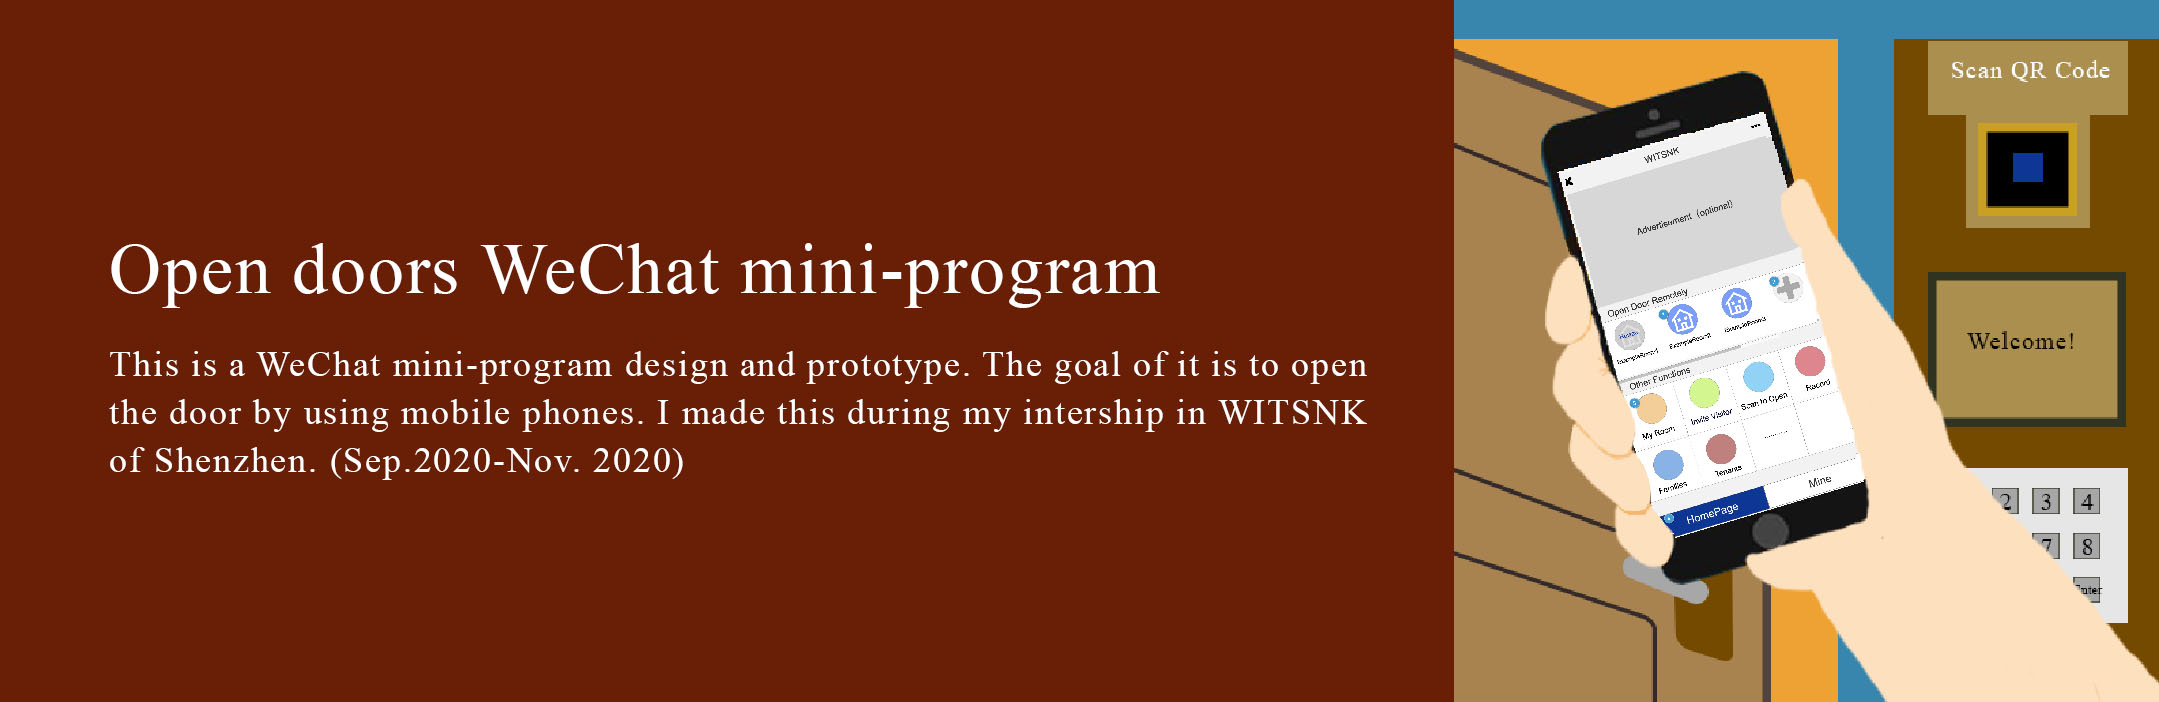 Open doors WeChat mini-program
This is a WeChat mini-program design and prototype. The goal of it is to open
the door by using mobile phones. I made this during my intership in WITSNK
of Shenzhen. (Sep.2020-Nov. 2020)
Scan QR Code
Welcome!
2 3 4
7 8
WITSNK
Advertisement (optional)
Open Door Remotely
Other Functions
My Room Invite Visitor Scan to Open Record
Families Tenants ..........
HomePage Mine